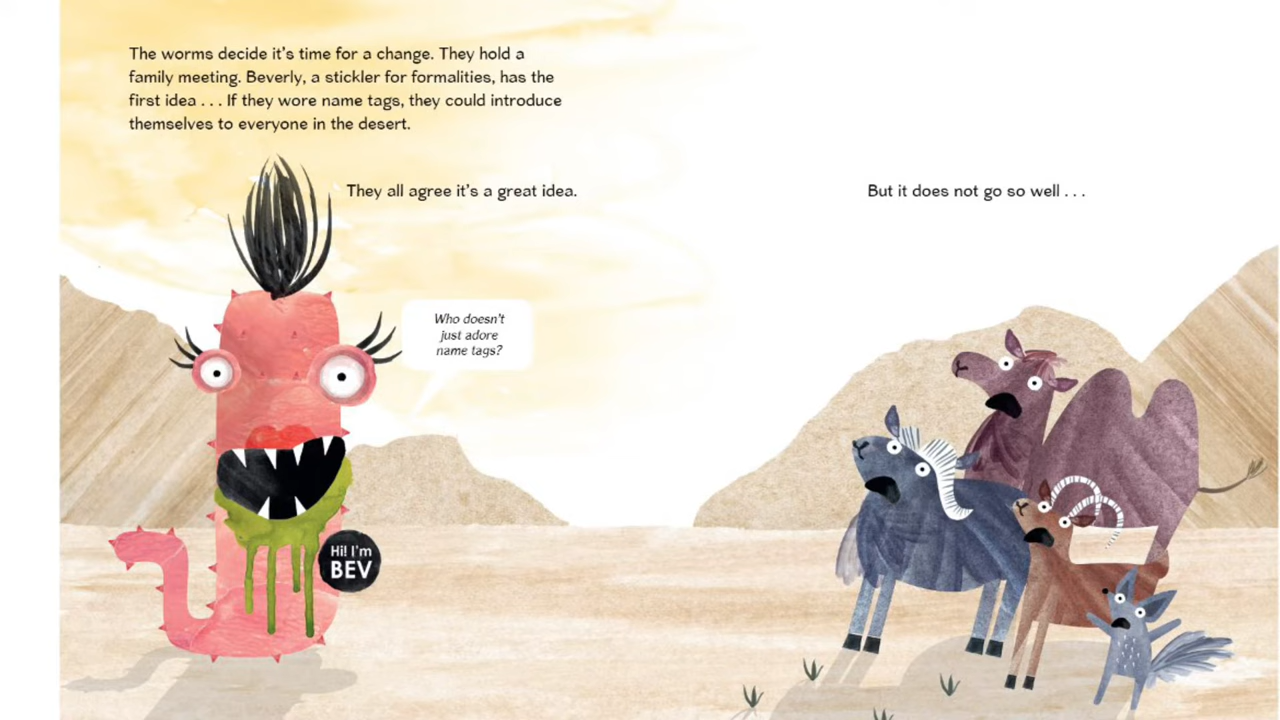 The worms decide it's time for a change. They hold a
family meeting. Beverly, a stickler for formalities, has the
first idea . . . If they wore name tags, they could introduce
themselves to everyone in the desert.
They all agree it's a great idea.
But it does not go so well . . .
Who doesn't
just adore
name tags?
Hi! I'm
BEV